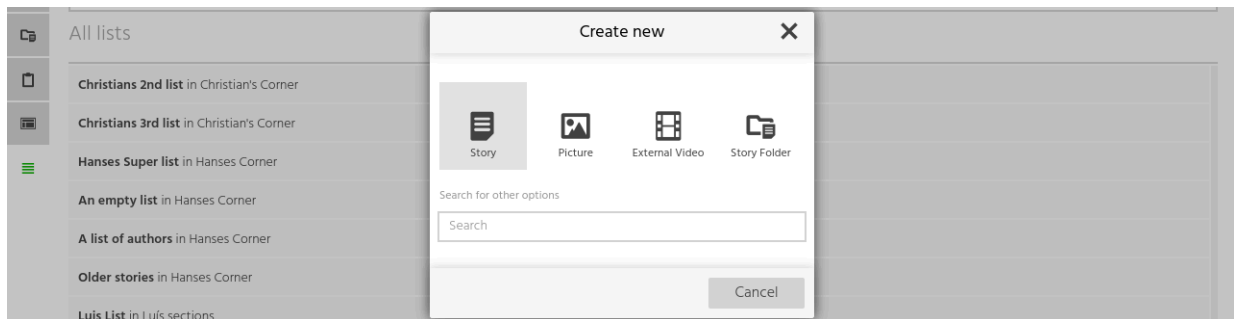 All lists
Christians 2nd list in Christian's Corner
Christians 3rd list in Christian's Corner
Hanses Super list in Hanses Corner
An empty list in Hanses Corner
A list of authors in Hanses Corner
Older stories in Hanses Corner
Luis List in Luís sections
Create new
Story
Picture
External Video
Story Folder
Search for other options
Search
Cancel